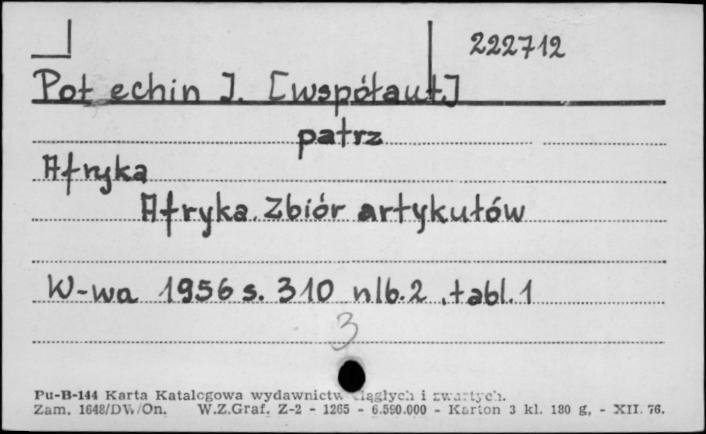 222712
Potechin I. [współaut.]
patrz
Afryka
Afryka. Zbiór artykułów
W-wa 1956 s. 310 nlb. 2, tabl. 1
3
Pu-B-144 Karta Katalogowa wydawnictw ciągłych i zwartych.
Zam. 1648/DW/On. W.Z.Graf. Z-2 - 1265 - 6.590.000 - Karton 3 kl. 180 g, - XII. 76.